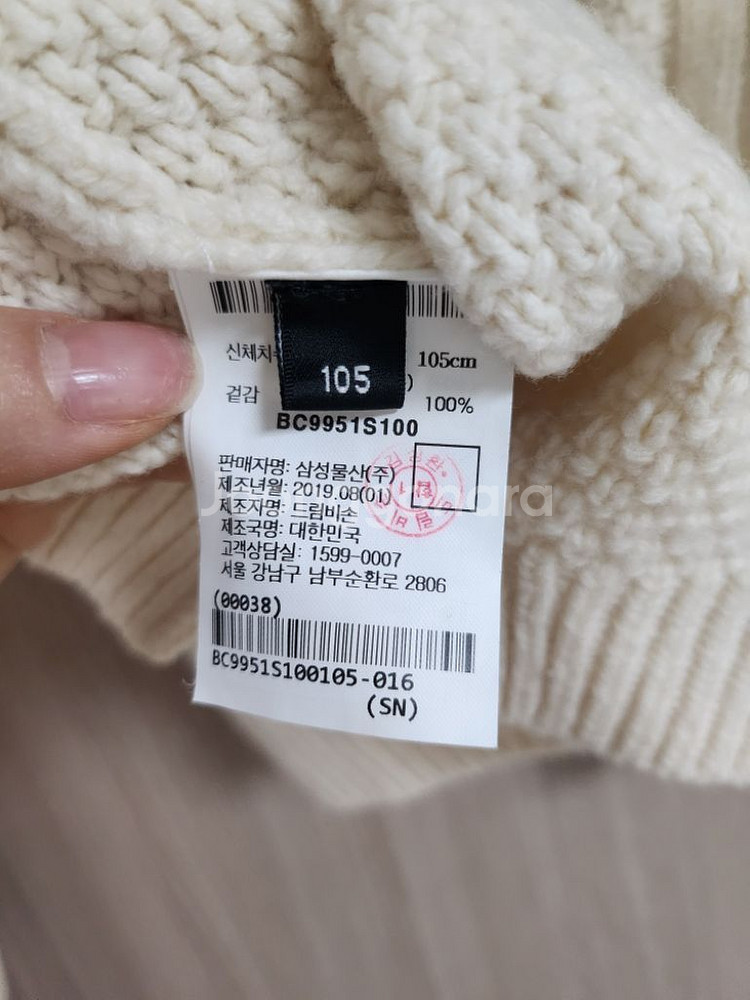 신체치수 105cm
105
겉감 100%
BC9951S100
판매자명: 삼성물산(주)
제조년월: 2019.08(01)
제조자명: 드림비손
제조국명: 대한민국
고객상담실: 1599-0007
서울 강남구 남부순환로 2806
(00038)
BC9951S100105-016
(SN)